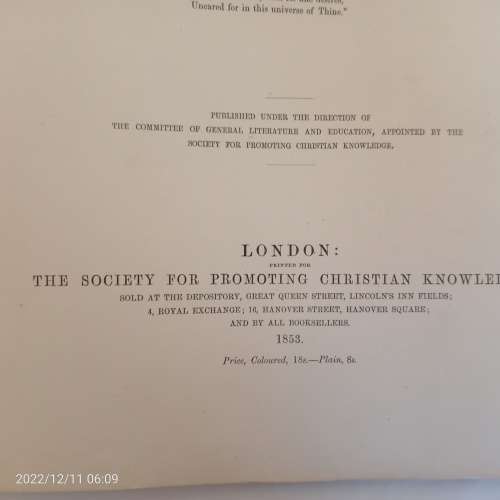 desires,
Uncared for in this universe of Thine."
PUBLISHED UNDER THE DIRECTION OF
THE COMMITTEE OF GENERAL LITERATURE AND EDUCATION, APPOINTED BY THE
SOCIETY FOR PROMOTING CHRISTIAN KNOWLEDGE.
LONDON:
PRINTED FOR
THE SOCIETY FOR PROMOTING CHRISTIAN KNOWLE
SOLD AT THE DEPOSITORY, GREAT QUEEN STREET, LINCOLN'S INN FIELDS;
4, ROYAL EXCHANGE; 16, HANOVER STREET, HANOVER SQUARE;
AND BY ALL BOOKSELLERS.
1853.
Price, Coloured, 18s.—Plain, 8s.
2022/12/11 06:09